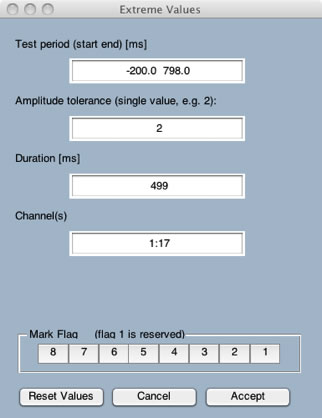 Extreme Values
Test period (start end) [ms]
-200.0  798.0
Amplitude tolerance (single value, e.g. 2):
2
Duration [ms]
499
Channel(s)
1:17
Mark Flag    (flag 1 is reserved)
8 7 6 5 4 3 2 1
Reset Values Cancel Accept